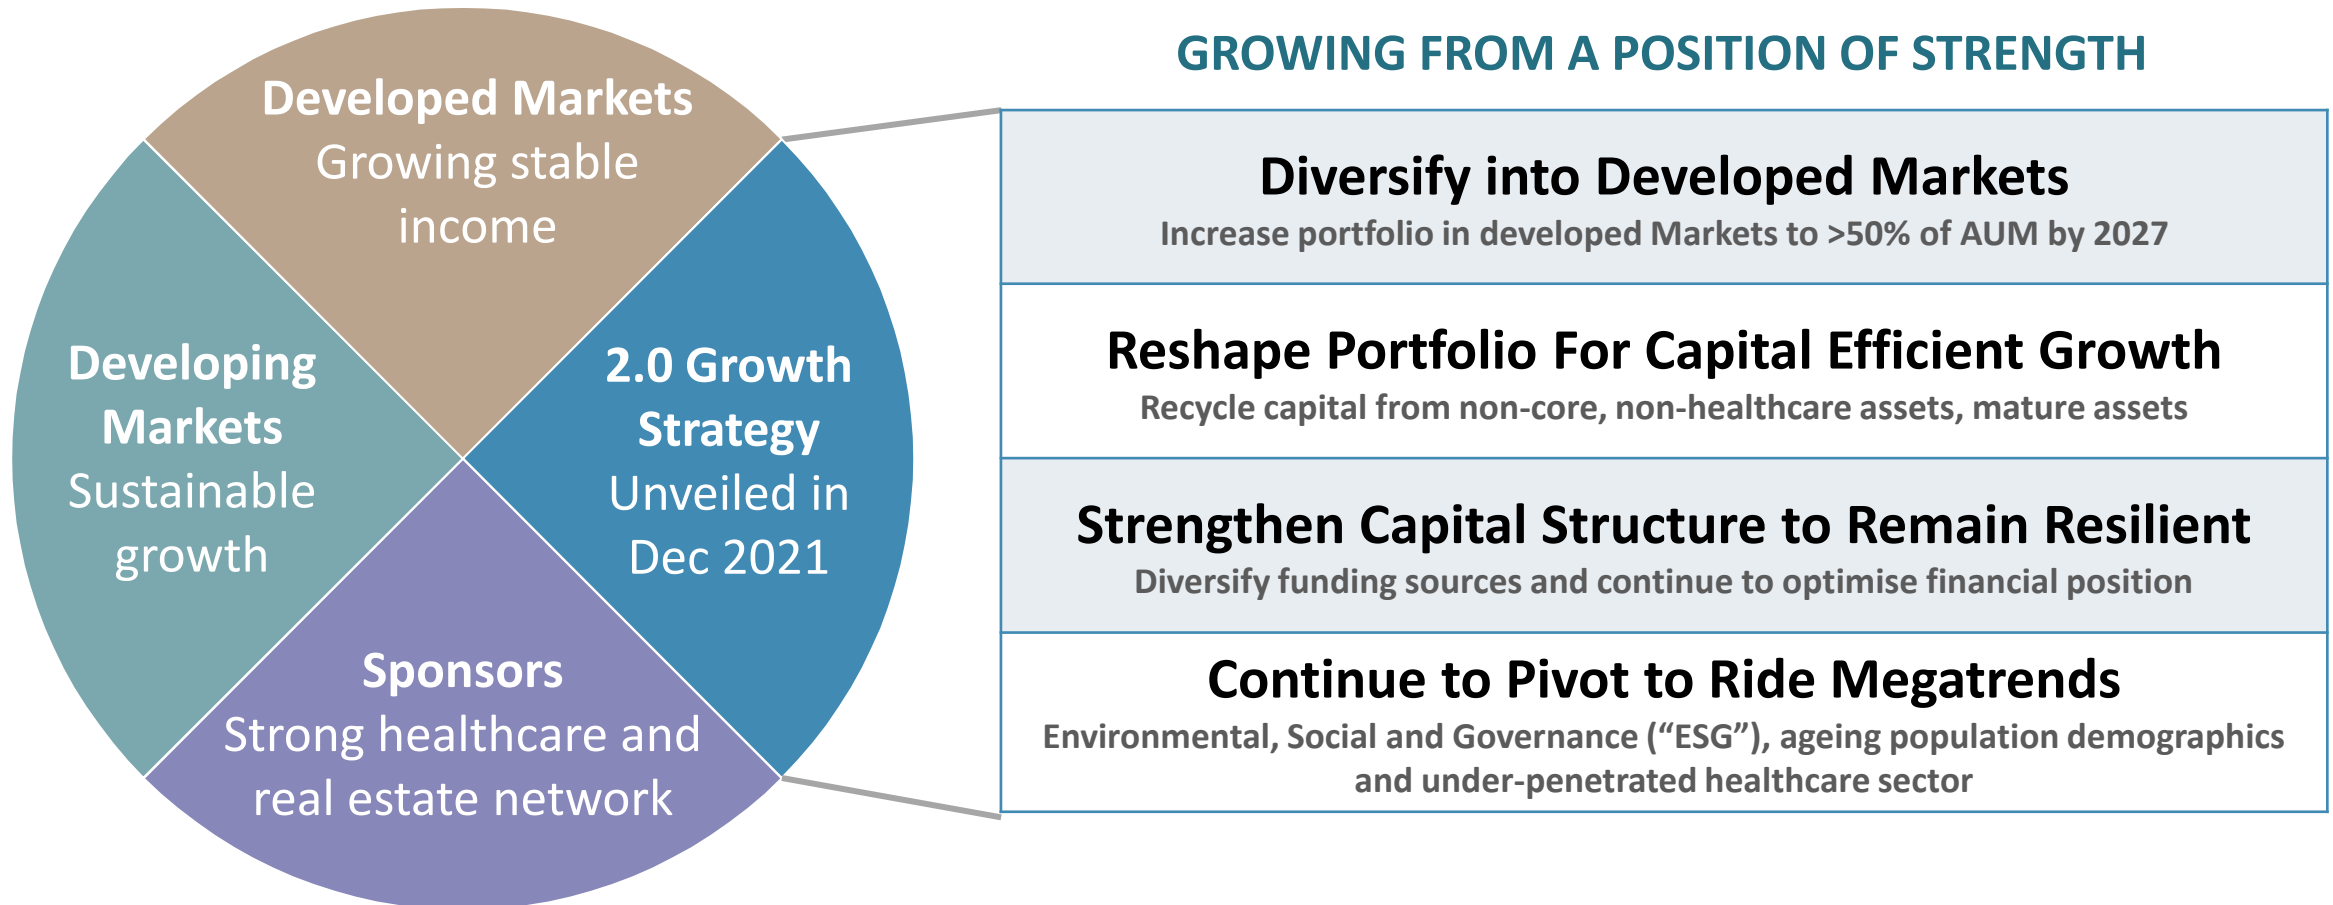 GROWING FROM A POSITION OF STRENGTH
Developed Markets
Growing stable
income
Developing
Markets
Sustainable
growth
2.0 Growth
Strategy
Unveiled in
Dec 2021
Sponsors
Strong healthcare and
real estate network
Diversify into Developed Markets
Increase portfolio in developed Markets to >50% of AUM by 2027
Reshape Portfolio For Capital Efficient Growth
Recycle capital from non-core, non-healthcare assets, mature assets
Strengthen Capital Structure to Remain Resilient
Diversify funding sources and continue to optimise financial position
Continue to Pivot to Ride Megatrends
Environmental, Social and Governance (“ESG”), ageing population demographics
and under-penetrated healthcare sector